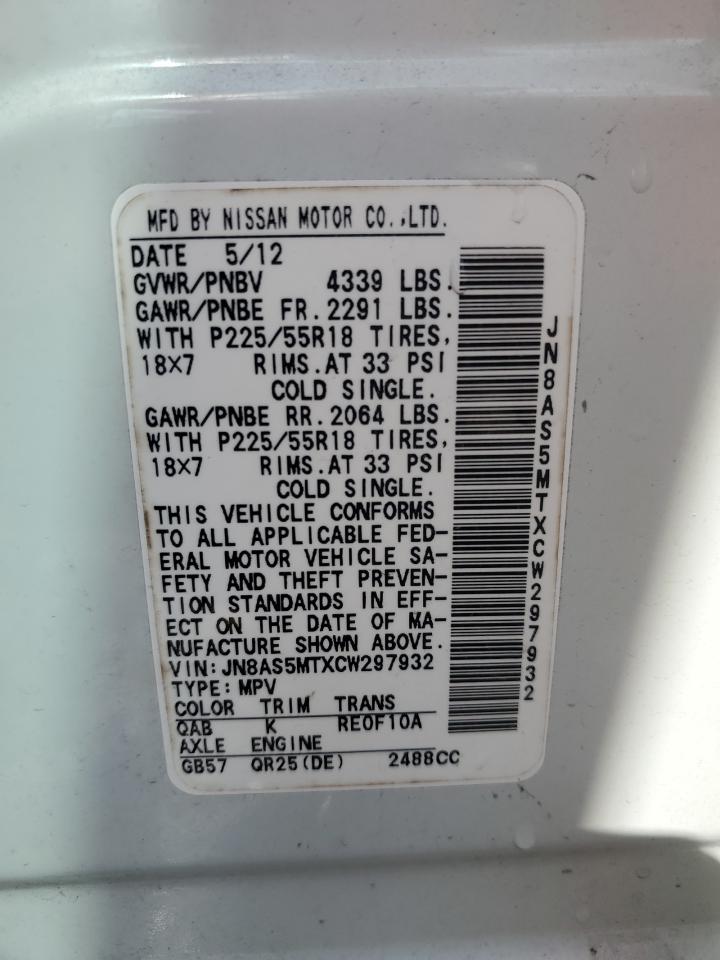 MFD BY NISSAN MOTOR CO.,LTD.
DATE 5/12
GVWR/PNBV 4339 LBS.
GAWR/PNBE FR.2291 LBS.
WITH P225/55R18 TIRES,
18X7 RIMS.AT 33 PSI
COLD SINGLE.
GAWR/PNBE RR.2064 LBS.
WITH P225/55R18 TIRES,
18X7 RIMS.AT 33 PSI
COLD SINGLE.
THIS VEHICLE CONFORMS
TO ALL APPLICABLE FED-
ERAL MOTOR VEHICLE SA-
FETY AND THEFT PREVEN-
TION STANDARDS IN EFF-
ECT ON THE DATE OF MA-
NUFACTURE SHOWN ABOVE.
VIN:JN8AS5MTXCW297932
TYPE:MPV
COLOR TRIM TRANS
QAB K RE0F10A
AXLE ENGINE
GB57 QR25(DE) 2488CC
JN8AS5MTXCW297932